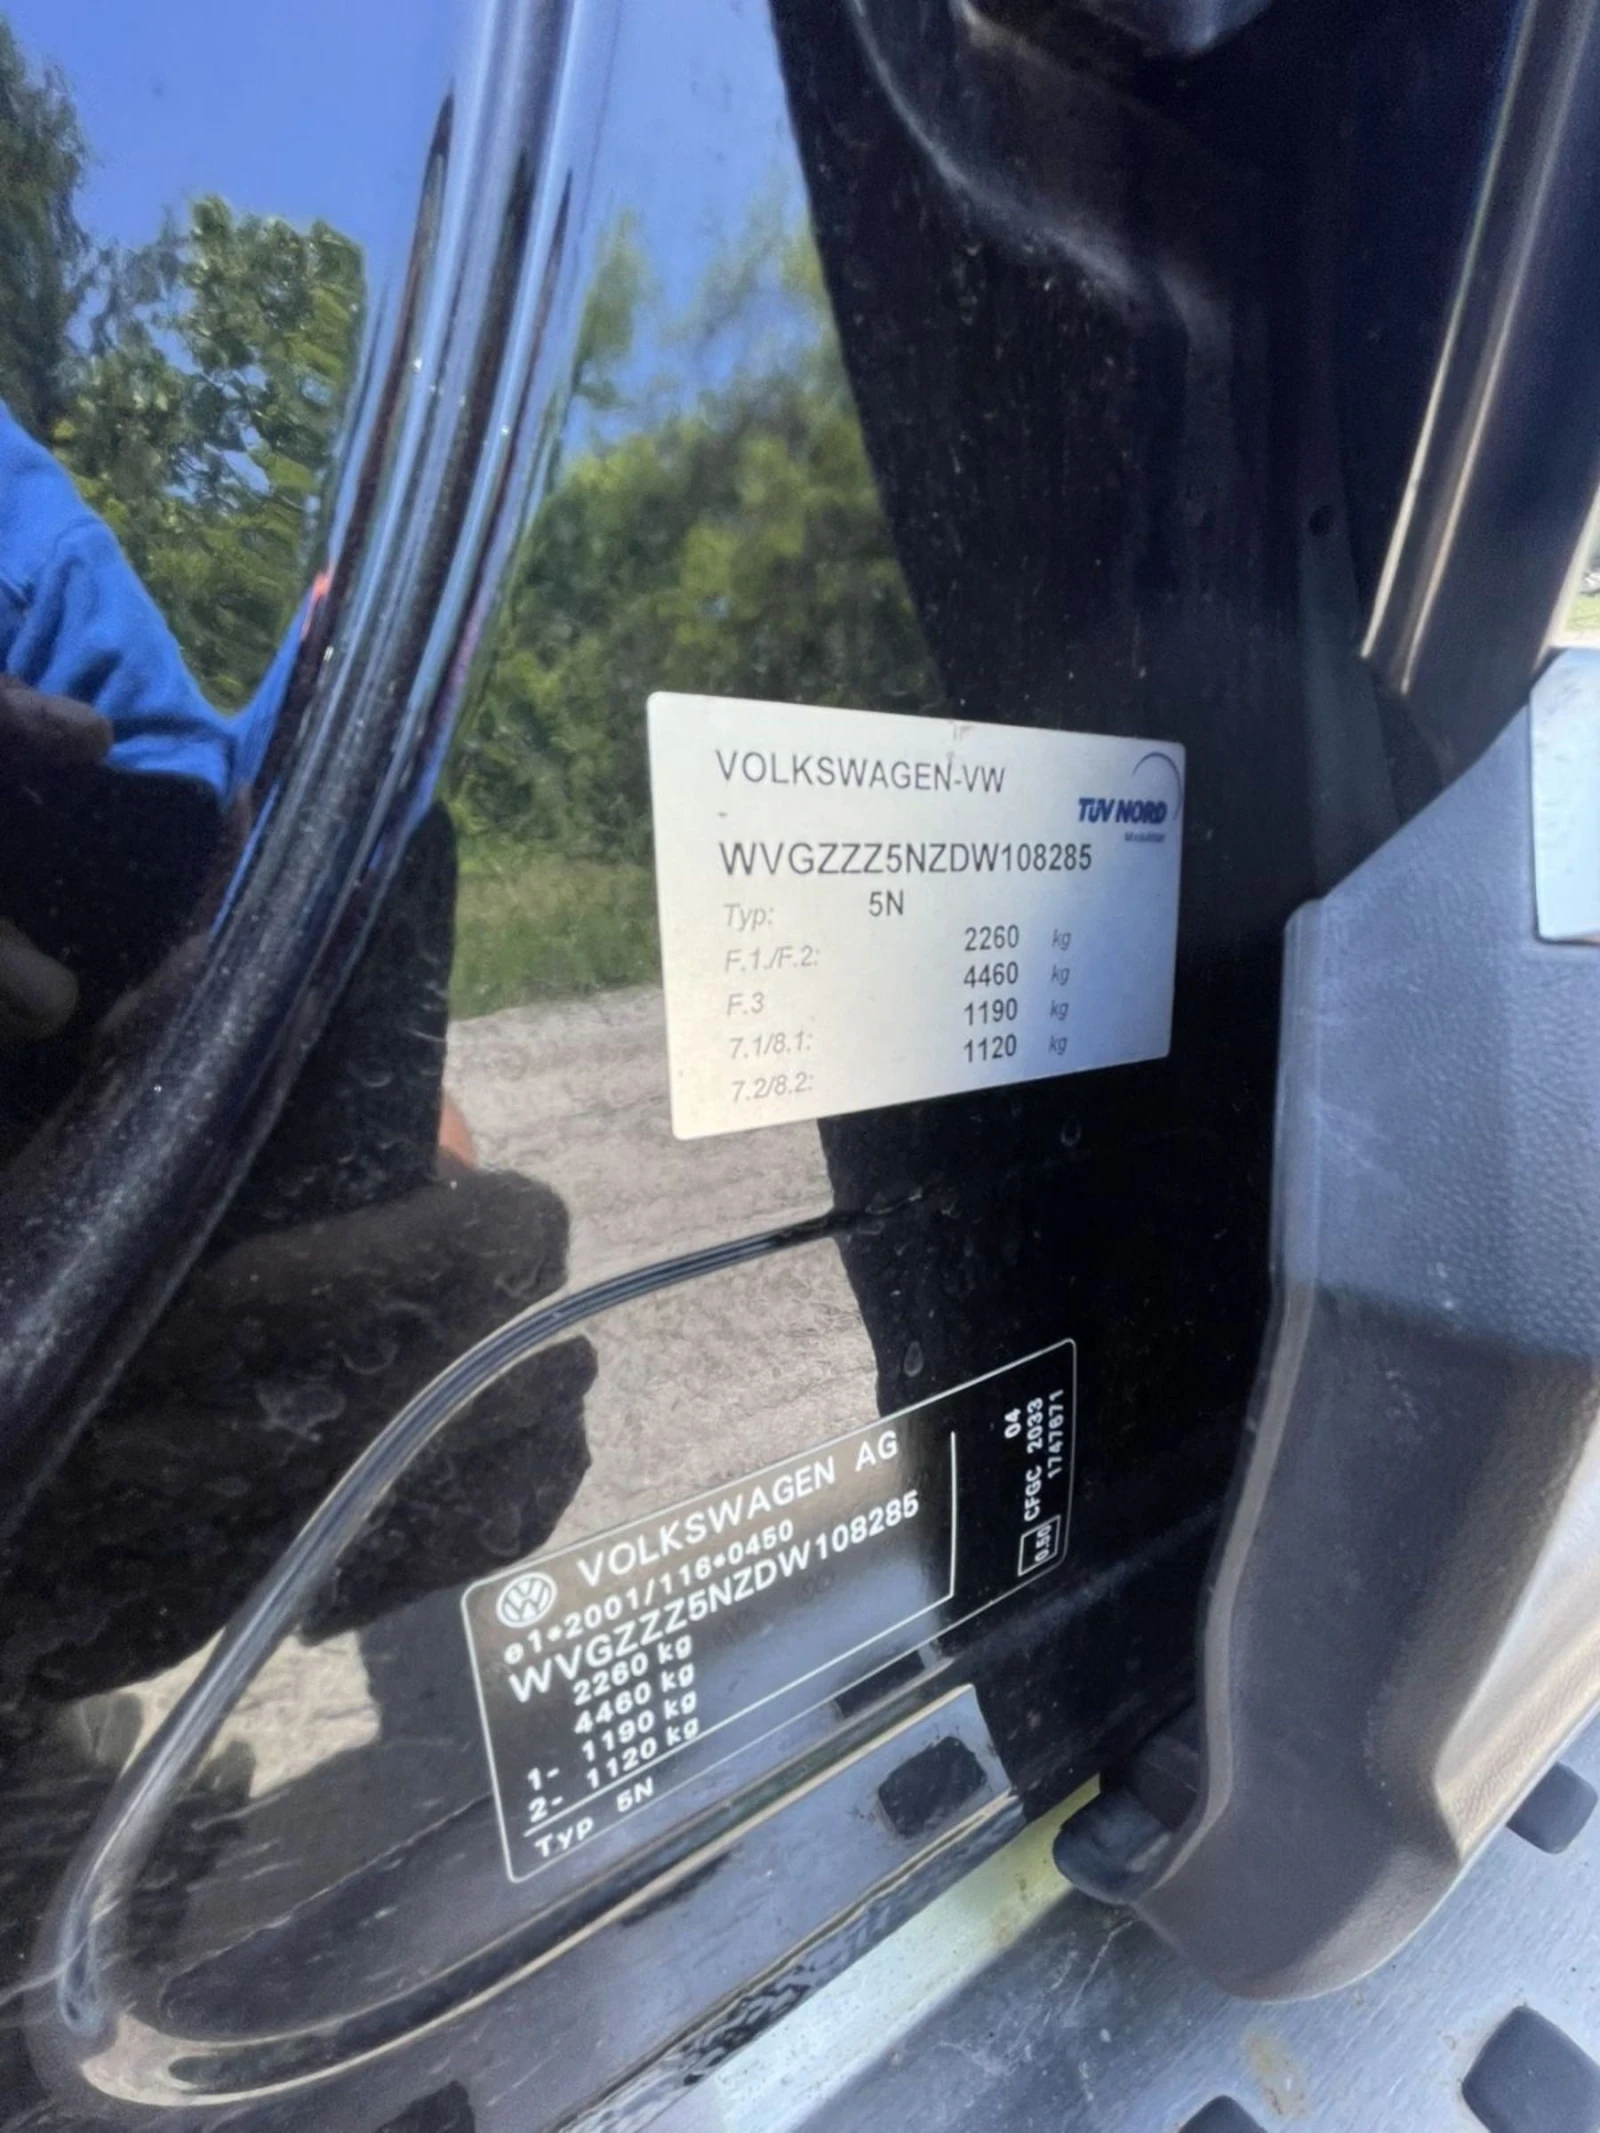 VOLKSWAGEN-VW
-
TÜV NORD
WVGZZZ5NZDW108285
Typ: 5N
F.1./F.2: 2260 kg
F.3 4460 kg
7.1/8.1: 1190 kg
7.2/8.2: 1120 kg
VOLKSWAGEN AG
e1*2001/116*0450
WVGZZZ5NZDW108285
2260 kg
4460 kg
1- 1190 kg
2- 1120 kg
Typ 5N
04
0.50 CFGC 2033
1747671